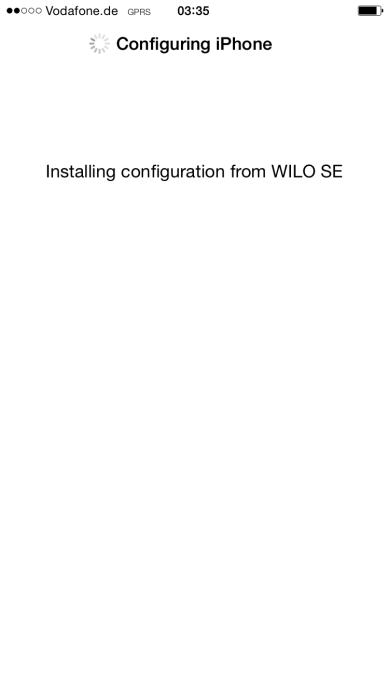 Vodafone.de GPRS 03:35
Configuring iPhone
Installing configuration from WILO SE